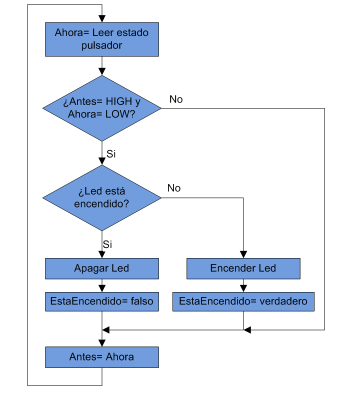 Ahora= Leer estado
pulsador
¿Antes= HIGH y
Ahora= LOW?
No
Si
¿Led está
encendido?
No
Si
Apagar Led
Encender Led
EstaEncendido= falso
EstaEncendido= verdadero
Antes= Ahora